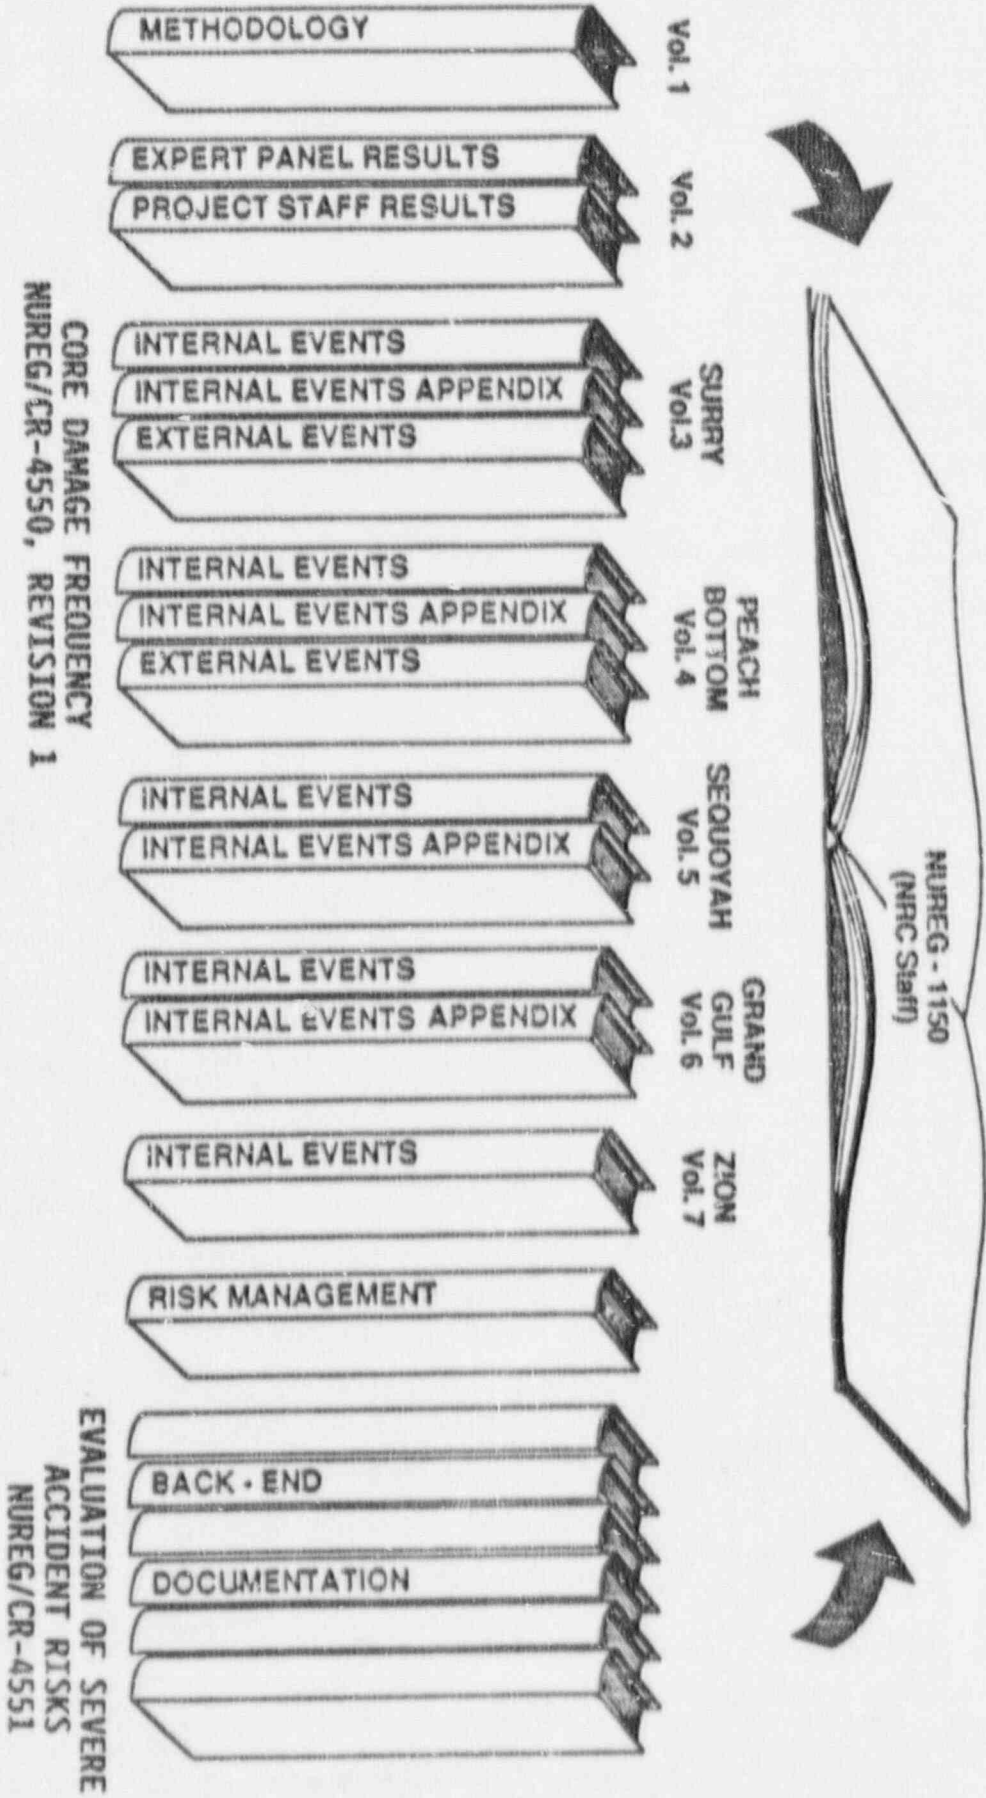 NUREG - 1150
(NRC Staff)
Vol. 1
METHODOLOGY
Vol. 2
EXPERT PANEL RESULTS
PROJECT STAFF RESULTS
SURRY
Vol.3
INTERNAL EVENTS
INTERNAL EVENTS APPENDIX
EXTERNAL EVENTS
PEACH
BOTTOM
Vol. 4
INTERNAL EVENTS
INTERNAL EVENTS APPENDIX
EXTERNAL EVENTS
SEQUOYAH
Vol. 5
INTERNAL EVENTS
INTERNAL EVENTS APPENDIX
GRAND
GULF
Vol. 6
INTERNAL EVENTS
INTERNAL EVENTS APPENDIX
ZION
Vol. 7
INTERNAL EVENTS
RISK MANAGEMENT
BACK - END
DOCUMENTATION
CORE DAMAGE FREQUENCY
NUREG/CR-4550, REVISION 1
EVALUATION OF SEVERE
ACCIDENT RISKS
NUREG/CR-4551